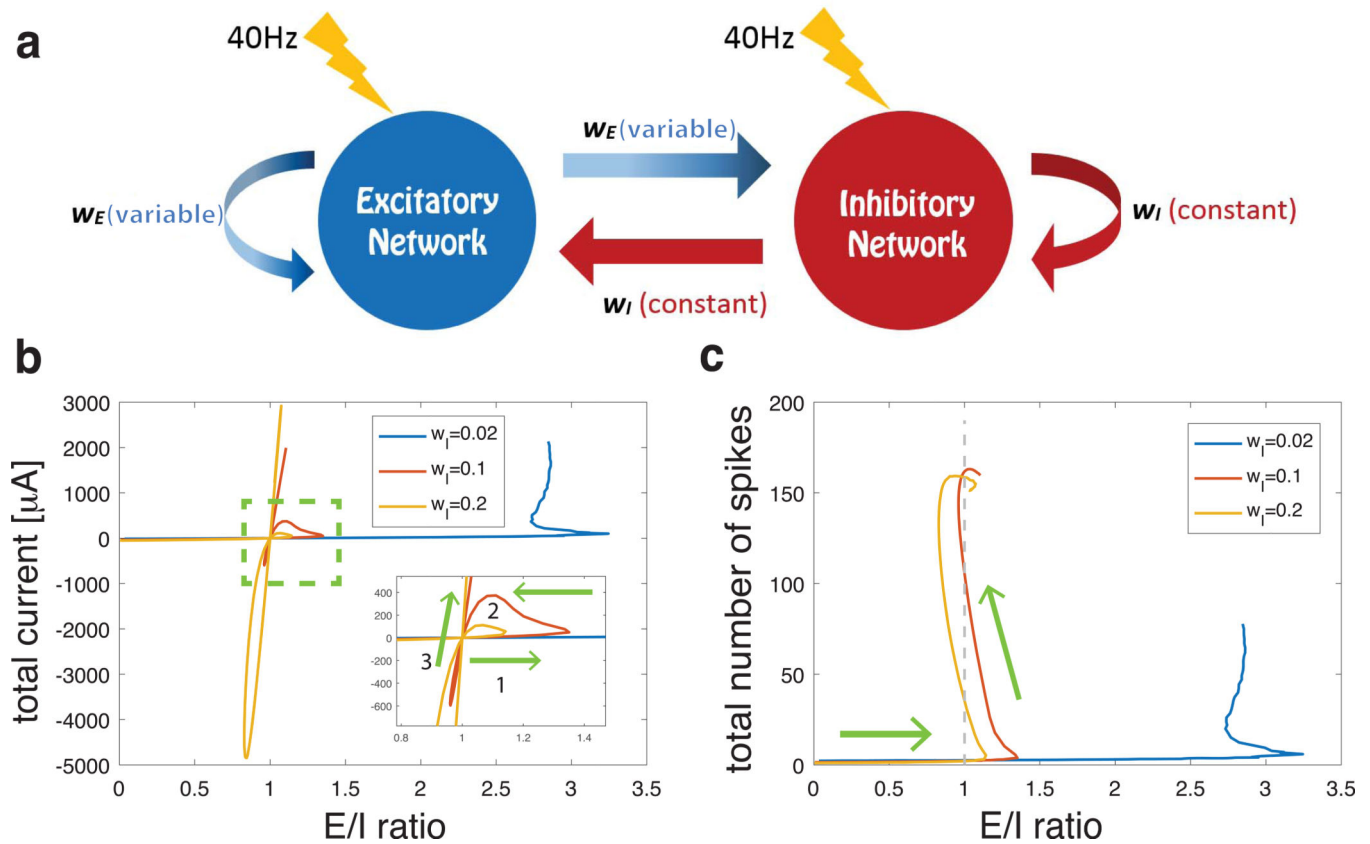 a
40Hz
40Hz
wE(variable)
wE(variable)
Excitatory
Network
Inhibitory
Network
wI (constant)
wI (constant)
b
total current [μA]
3000
2000
1000
0
-1000
-2000
-3000
-4000
-5000
0
0.5
1
1.5
2
2.5
3
3.5
E/I ratio
w_I=0.02
w_I=0.1
w_I=0.2
400
200
0
-200
-400
-600
0.8
1
1.2
1.4
2
3
1
c
total number of spikes
200
150
100
50
0
0
0.5
1
1.5
2
2.5
3
3.5
E/I ratio
w_I=0.02
w_I=0.1
w_I=0.2